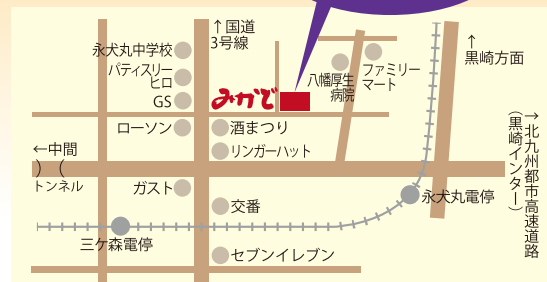 ↑国道
3号線
永犬丸中学校
パティスリー
ヒロ
GS
みかど
八幡厚生
病院
ファミリー
マート
↑
黒崎方面
ローソン
酒まつり
リンガーハット
←中間
)(
トンネル
ガスト
交番
永犬丸電停
→北九州都市高速道路
(黒崎インター)
三ケ森電停
セブンイレブン